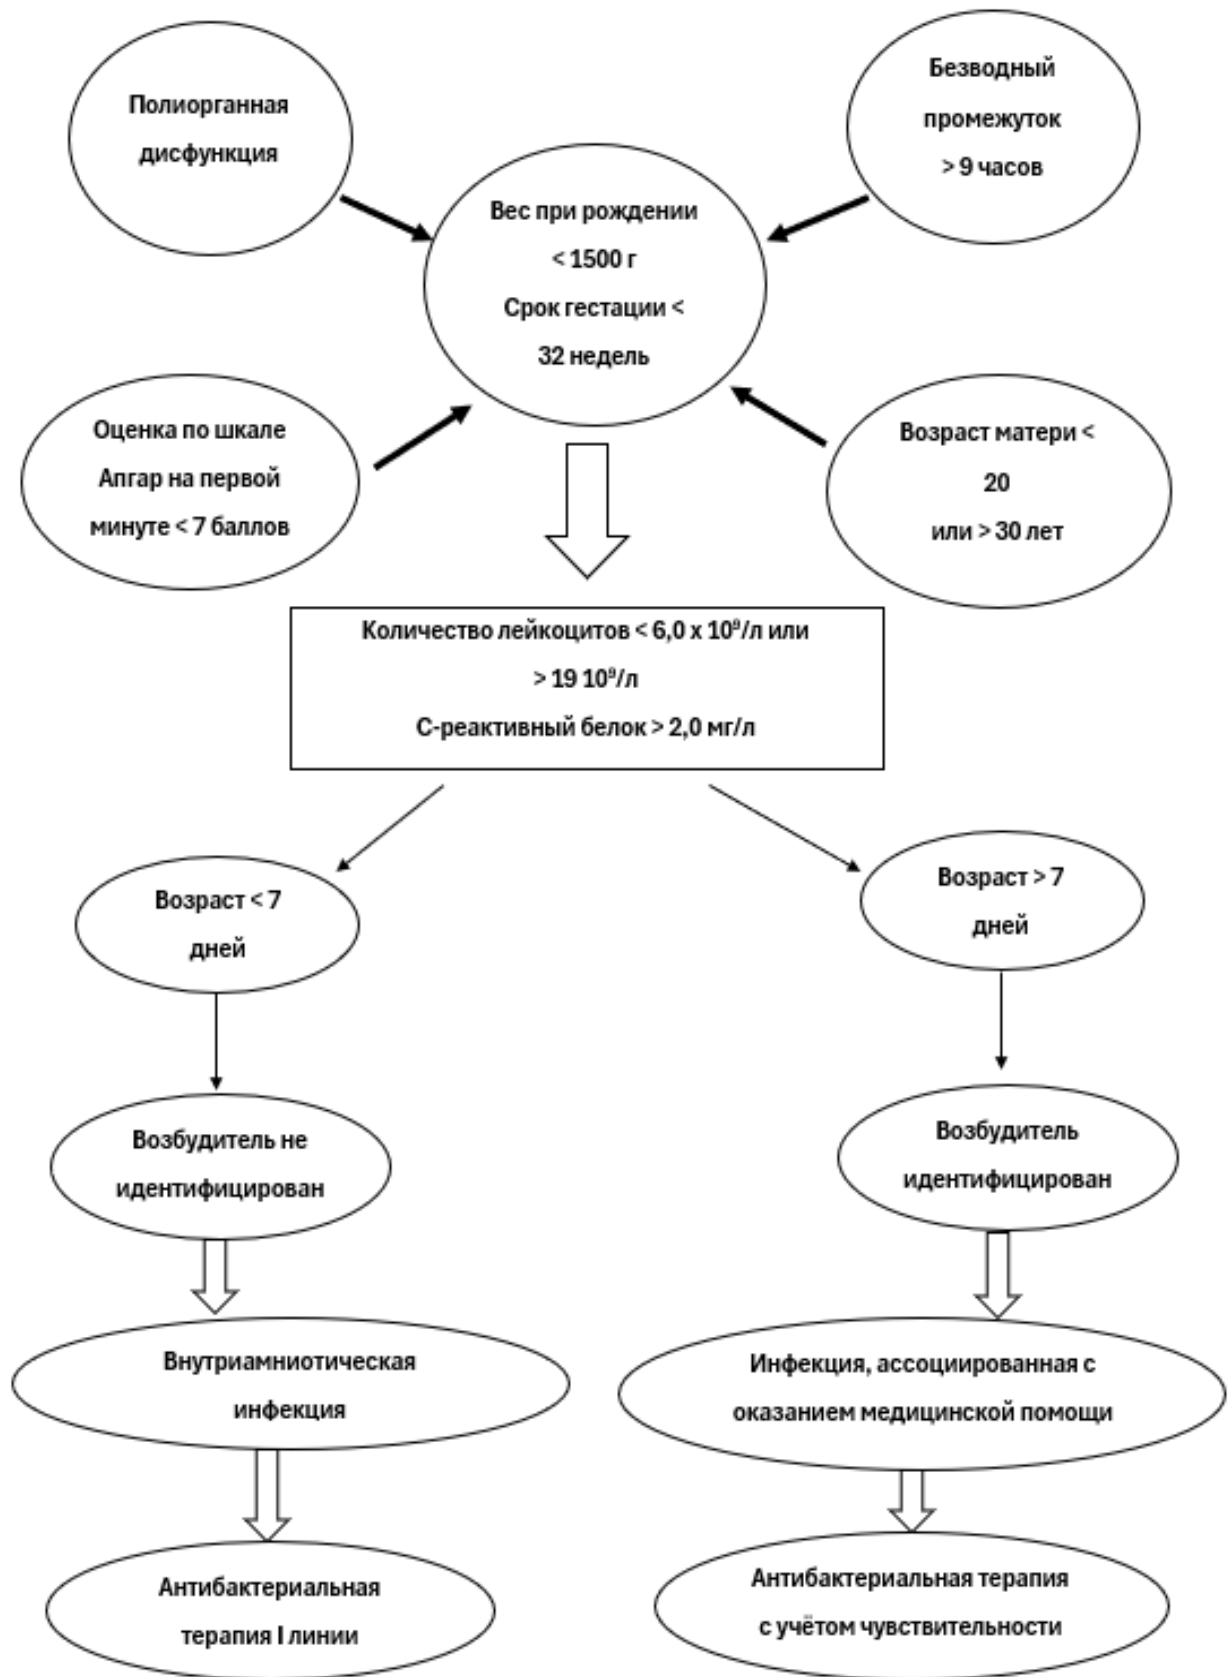 Полиорганная
дисфункция
Безводный
промежуток
> 9 часов
Вес при рождении
< 1500 г
Срок гестации <
32 недель
Оценка по шкале
Апгар на первой
минуте < 7 баллов
Возраст матери <
20
или > 30 лет
Количество лейкоцитов < 6,0 x 10⁹/л или
> 19 10⁹/л
С-реактивный белок > 2,0 мг/л
Возраст < 7
дней
Возраст > 7
дней
Возбудитель не
идентифицирован
Возбудитель
идентифицирован
Внутриамниотическая
инфекция
Инфекция, ассоциированная с
оказанием медицинской помощи
Антибактериальная
терапия I линии
Антибактериальная терапия
с учётом чувствительности